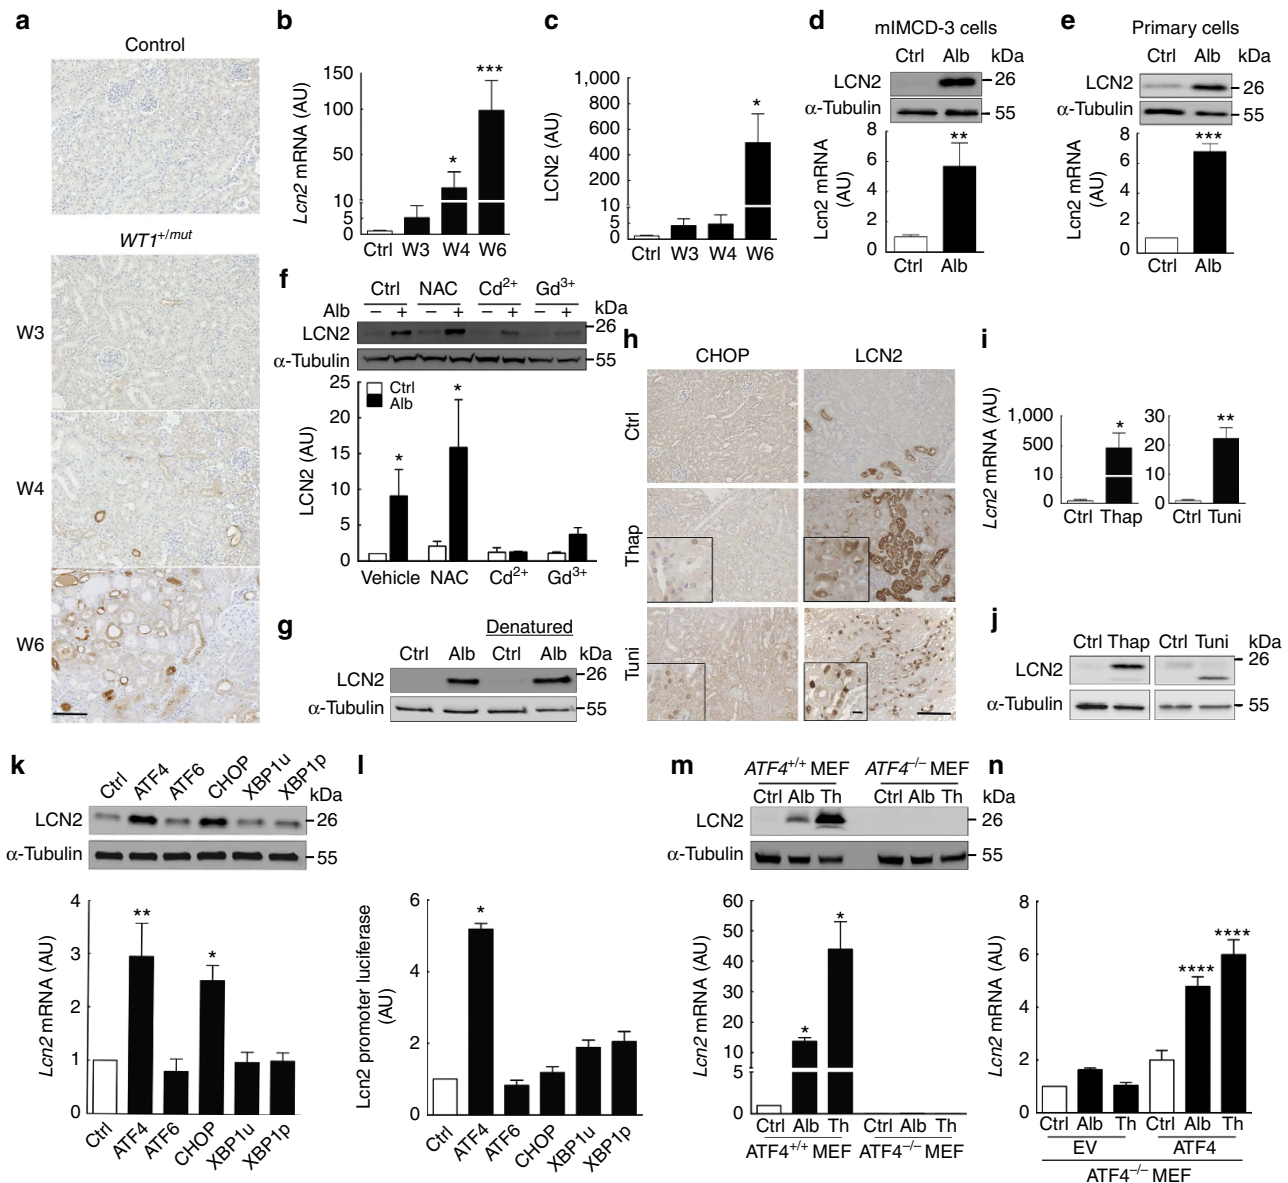 a
Control
WT1+/mut
W3
W4
W6
b
Lcn2 mRNA (AU)
150
100
50
10
5
0
Ctrl W3 W4 W6
*
***
c
LCN2 (AU)
1,000
800
600
400
200
10
5
0
Ctrl W3 W4 W6
*
d
mIMCD-3 cells
Ctrl Alb kDa
LCN2 26
α-Tubulin 55
Lcn2 mRNA
(AU)
8
6
4
2
0
**
Ctrl Alb
e
Primary cells
Ctrl Alb kDa
LCN2 26
α-Tubulin 55
Lcn2 mRNA
(AU)
8
6
4
2
0
***
Ctrl Alb
f
Ctrl NAC Cd2+ Gd3+
Alb – + – + – + – + kDa
LCN2 26
α-Tubulin 55
LCN2 (AU)
25
20
15
10
5
0
Ctrl
Alb
*
*
Vehicle NAC Cd2+ Gd3+
g
Denatured
Ctrl Alb Ctrl Alb kDa
LCN2 26
α-Tubulin 55
h
CHOP LCN2
Ctrl
Thap
Tuni
i
Lcn2 mRNA (AU)
1,000
500
10
0
*
Ctrl Thap
30
20
10
0
**
Ctrl Tuni
j
Ctrl Thap Ctrl Tuni kDa
LCN2 26
α-Tubulin 55
k
Ctrl ATF4 ATF6 CHOP XBP1u XBP1p kDa
LCN2 26
α-Tubulin 55
Lcn2 mRNA (AU)
4
3
2
1
0
**
*
Ctrl ATF4 ATF6 CHOP XBP1u XBP1p
l
Lcn2 promoter luciferase
(AU)
6
4
2
0
*
Ctrl ATF4 ATF6 CHOP XBP1u XBP1p
m
ATF4+/+ MEF ATF4–/– MEF
Ctrl Alb Th Ctrl Alb Th kDa
LCN2 26
α-Tubulin 55
Lcn2 mRNA (AU)
60
50
40
30
20
10
5
0
*
*
Ctrl Alb Th Ctrl Alb Th
ATF4+/+ MEF ATF4–/– MEF
n
Lcn2 mRNA (AU)
8
6
4
2
0
****
****
Ctrl Alb Th Ctrl Alb Th
EV ATF4
ATF4–/– MEF